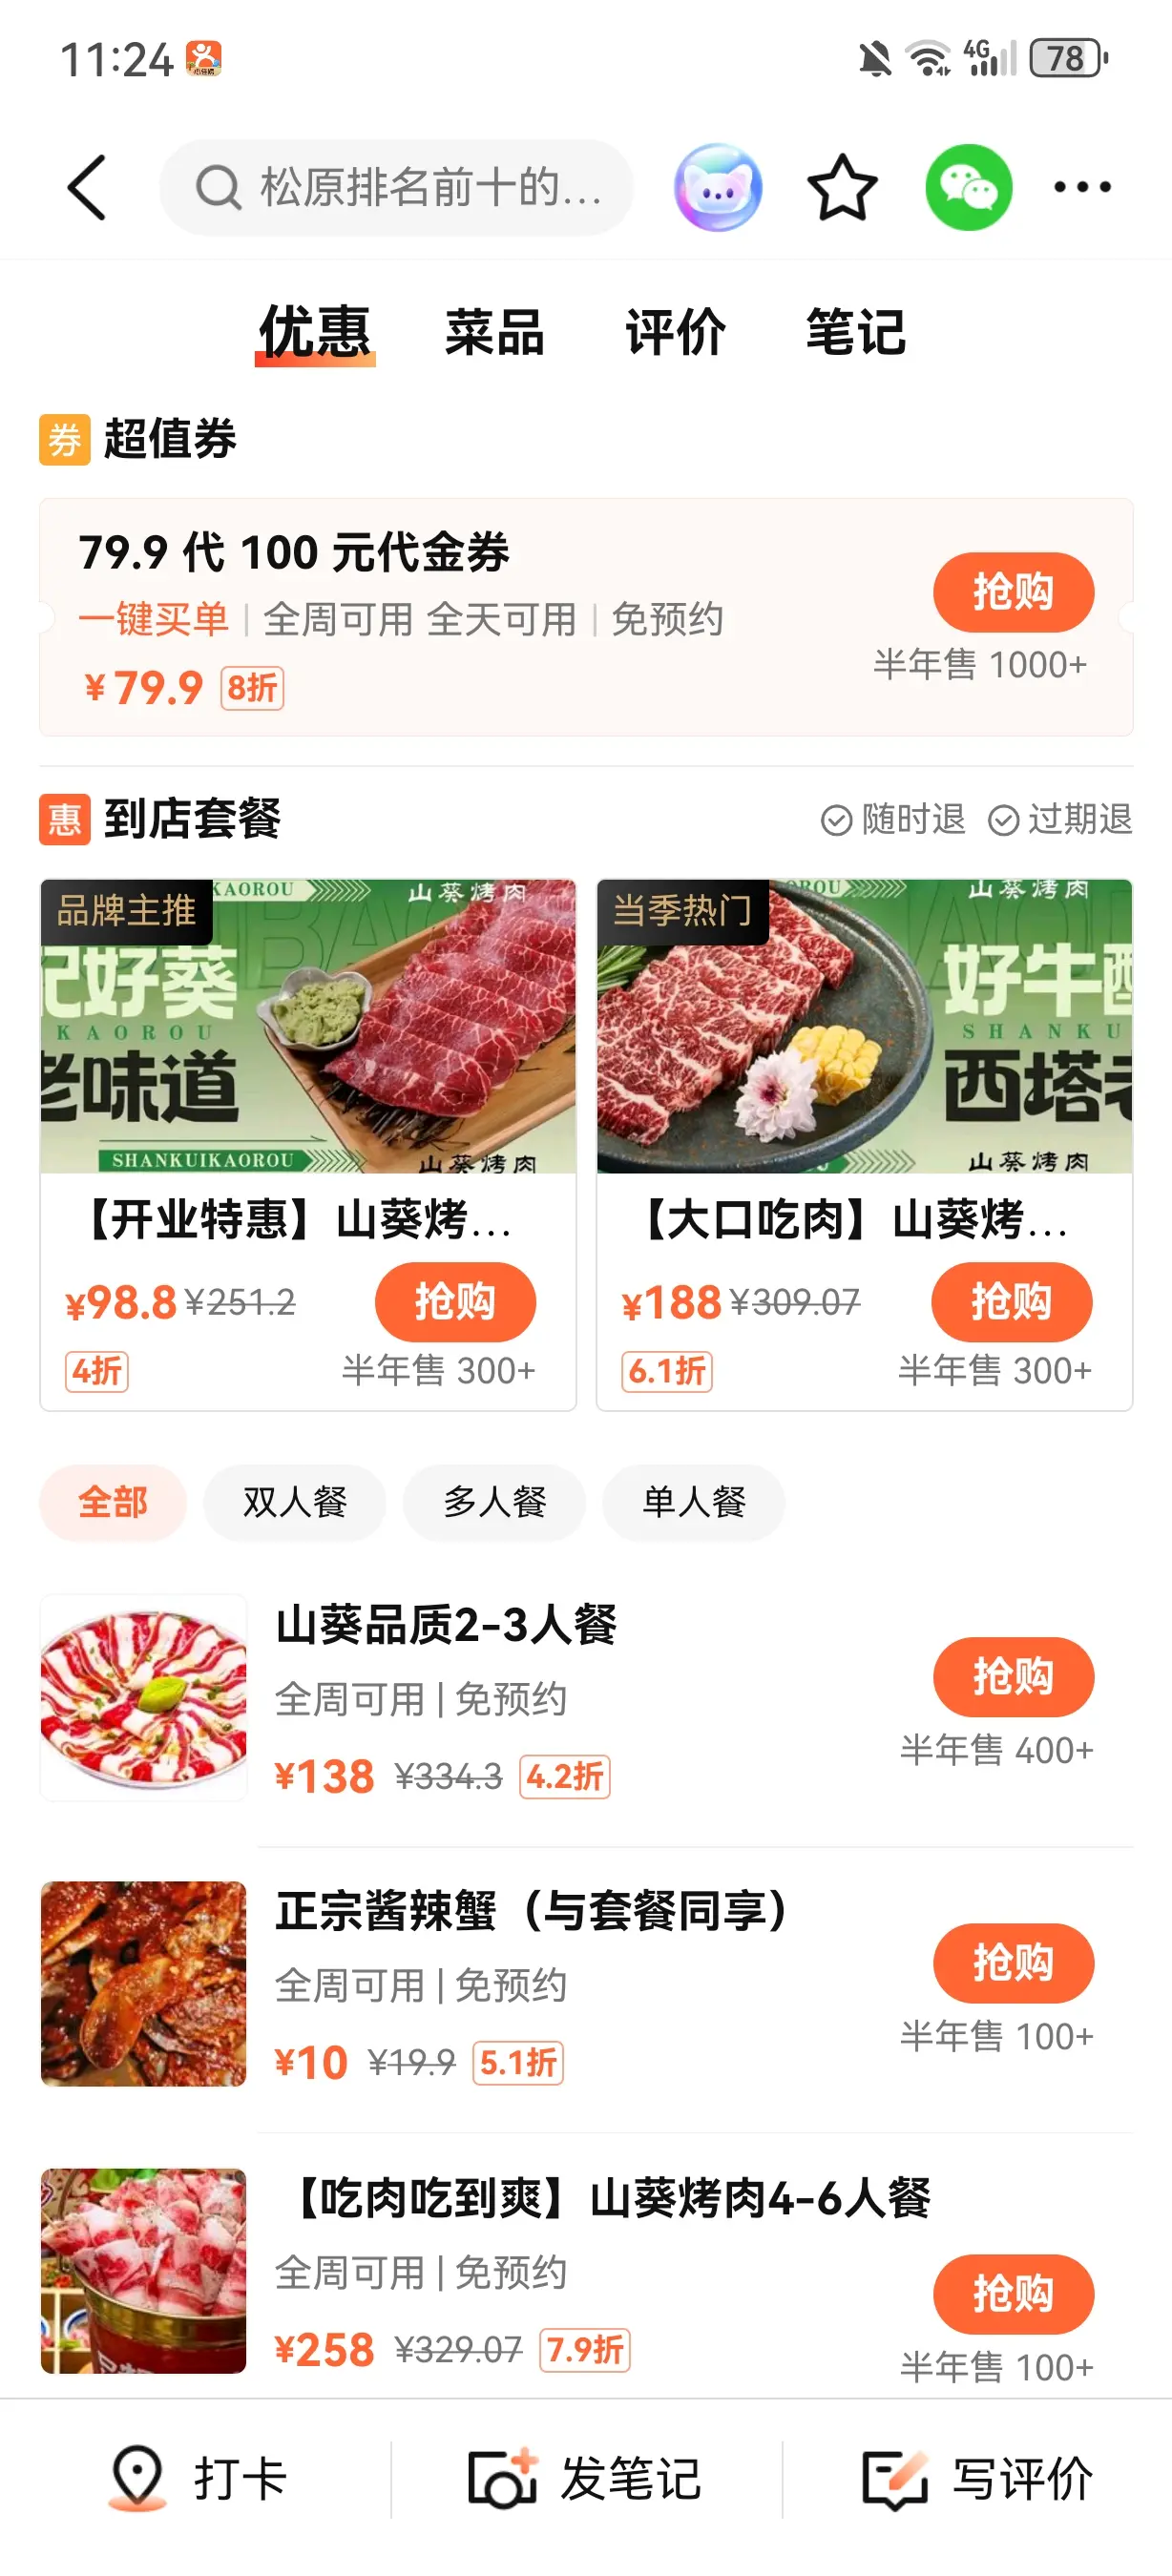 11:24
4G
78
松原排名前十的...
优惠
菜品
评价
笔记
券 超值券
79.9 代 100 元代金券
一键买单 | 全周可用 全天可用 | 免预约
¥79.9 8折
抢购
半年售 1000+
惠 到店套餐
随时退 过期退
品牌主推
KAOROU
山葵烤肉
记好葵
KAOROU
老味道
SHANKUIKAOROU
山葵烤肉
【开业特惠】山葵烤...
¥98.8 ¥251.2
抢购
4折
半年售 300+
当季热门
ROU
山葵烤肉
好牛
SHANKU
西塔老
山葵烤肉
【大口吃肉】山葵烤...
¥188 ¥309.07
抢购
6.1折
半年售 300+
全部
双人餐
多人餐
单人餐
山葵品质2-3人餐
全周可用 | 免预约
¥138 ¥334.3 4.2折
抢购
半年售 400+
正宗酱辣蟹（与套餐同享）
全周可用 | 免预约
¥10 ¥19.9 5.1折
抢购
半年售 100+
【吃肉吃到爽】山葵烤肉4-6人餐
全周可用 | 免预约
¥258 ¥329.07 7.9折
抢购
半年售 100+
打卡
发笔记
写评价